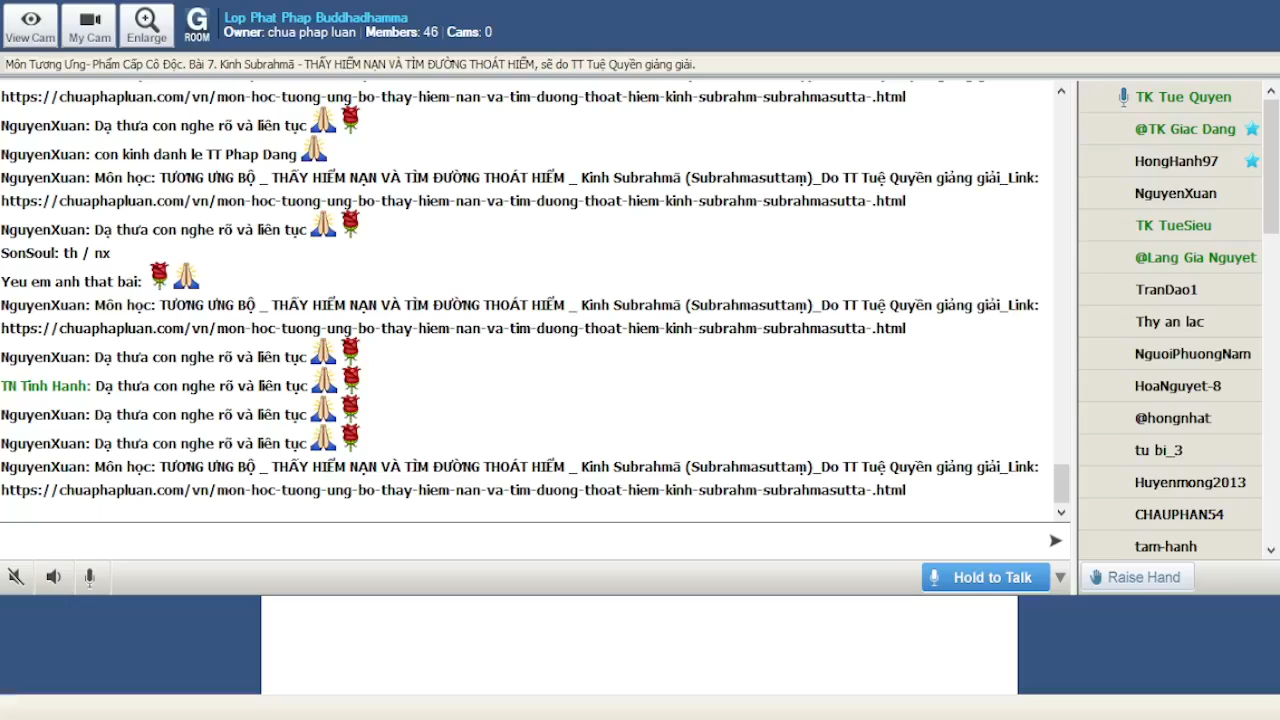 View Cam
My Cam
Enlarge
G
ROOM
Lop Phat Phap Buddhadhamma
Owner: chua phap luan | Members: 46 | Cams: 0
Môn Tương Ưng- Phẩm Cấp Cô Độc. Bài 7. Kinh Subrahmā - THẤY HIỂM NẠN VÀ TÌM ĐƯỜNG THOÁT HIỂM, sẽ do TT Tuệ Quyền giảng giải.
https://chuaphapluan.com/vn/mon-hoc-tuong-ung-bo-thay-hiem-nan-va-tim-duong-thoat-hiem-kinh-subrahm-subrahmasutta-.html
NguyenXuan: Dạ thưa con nghe rõ và liên tục
NguyenXuan: con kinh danh le TT Phap Dang
NguyenXuan: Môn học: TƯƠNG ƯNG BỘ _ THẤY HIỂM NẠN VÀ TÌM ĐƯỜNG THOÁT HIỂM _ Kinh Subrahmā (Subrahmasuttaṃ)_Do TT Tuệ Quyền giảng giải_Link:
https://chuaphapluan.com/vn/mon-hoc-tuong-ung-bo-thay-hiem-nan-va-tim-duong-thoat-hiem-kinh-subrahm-subrahmasutta-.html
NguyenXuan: Dạ thưa con nghe rõ và liên tục
SonSoul: th / nx
Yeu em anh that bai:
NguyenXuan: Môn học: TƯƠNG ƯNG BỘ _ THẤY HIỂM NẠN VÀ TÌM ĐƯỜNG THOÁT HIỂM _ Kinh Subrahmā (Subrahmasuttaṃ)_Do TT Tuệ Quyền giảng giải_Link:
https://chuaphapluan.com/vn/mon-hoc-tuong-ung-bo-thay-hiem-nan-va-tim-duong-thoat-hiem-kinh-subrahm-subrahmasutta-.html
NguyenXuan: Dạ thưa con nghe rõ và liên tục
TN Tinh Hanh: Dạ thưa con nghe rõ và liên tục
NguyenXuan: Dạ thưa con nghe rõ và liên tục
NguyenXuan: Dạ thưa con nghe rõ và liên tục
NguyenXuan: Môn học: TƯƠNG ƯNG BỘ _ THẤY HIỂM NẠN VÀ TÌM ĐƯỜNG THOÁT HIỂM _ Kinh Subrahmā (Subrahmasuttaṃ)_Do TT Tuệ Quyền giảng giải_Link:
https://chuaphapluan.com/vn/mon-hoc-tuong-ung-bo-thay-hiem-nan-va-tim-duong-thoat-hiem-kinh-subrahm-subrahmasutta-.html
Hold to Talk
TK Tue Quyen
@TK Giac Dang
HongHanh97
NguyenXuan
TK TueSieu
@Lang Gia Nguyet
TranDao1
Thy an lac
NguoiPhuongNam
HoaNguyet-8
@hongnhat
tu bi_3
Huyenmong2013
CHAUPHAN54
tam-hanh
Raise Hand